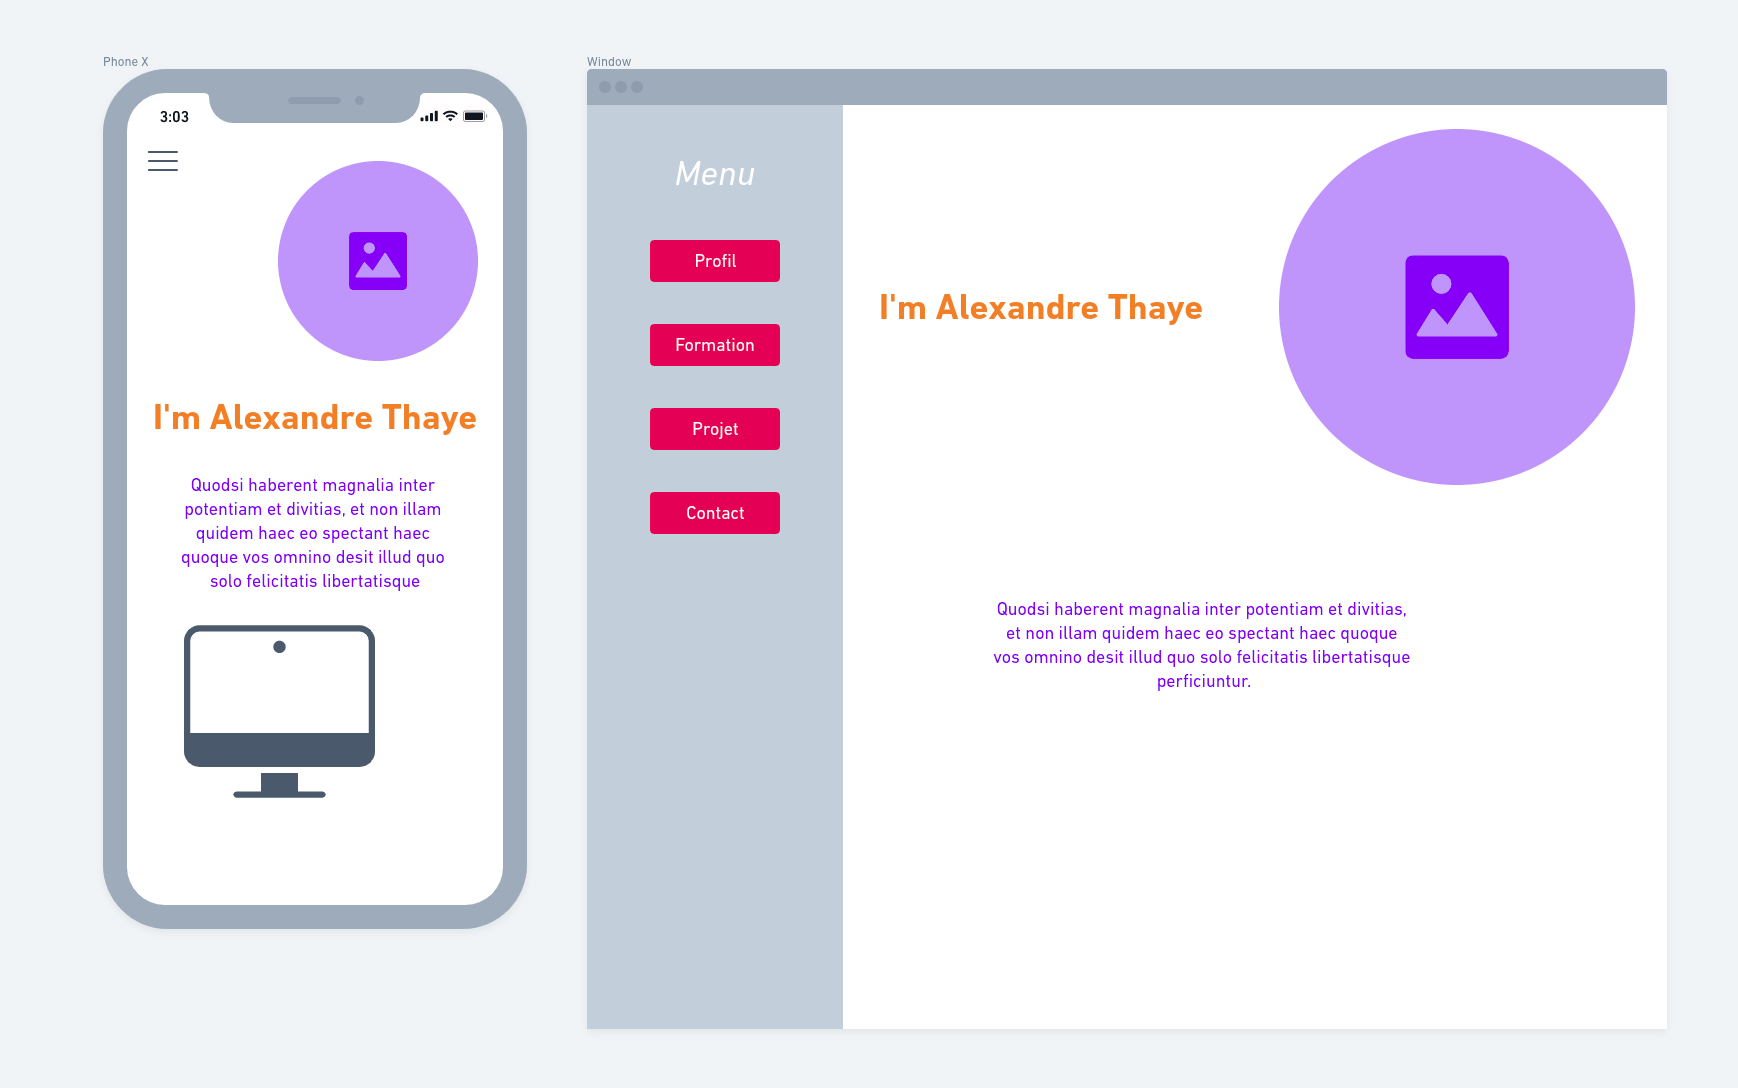 Phone X
3:03
I'm Alexandre Thaye
Quodsi haberent magnalia inter
potentiam et divitias, et non illam
quidem haec eo spectant haec
quoque vos omnino desit illud quo
solo felicitatis libertatisque
Window
Menu
Profil
Formation
Projet
Contact
I'm Alexandre Thaye
Quodsi haberent magnalia inter potentiam et divitias,
et non illam quidem haec eo spectant haec quoque
vos omnino desit illud quo solo felicitatis libertatisque
perficiuntur.